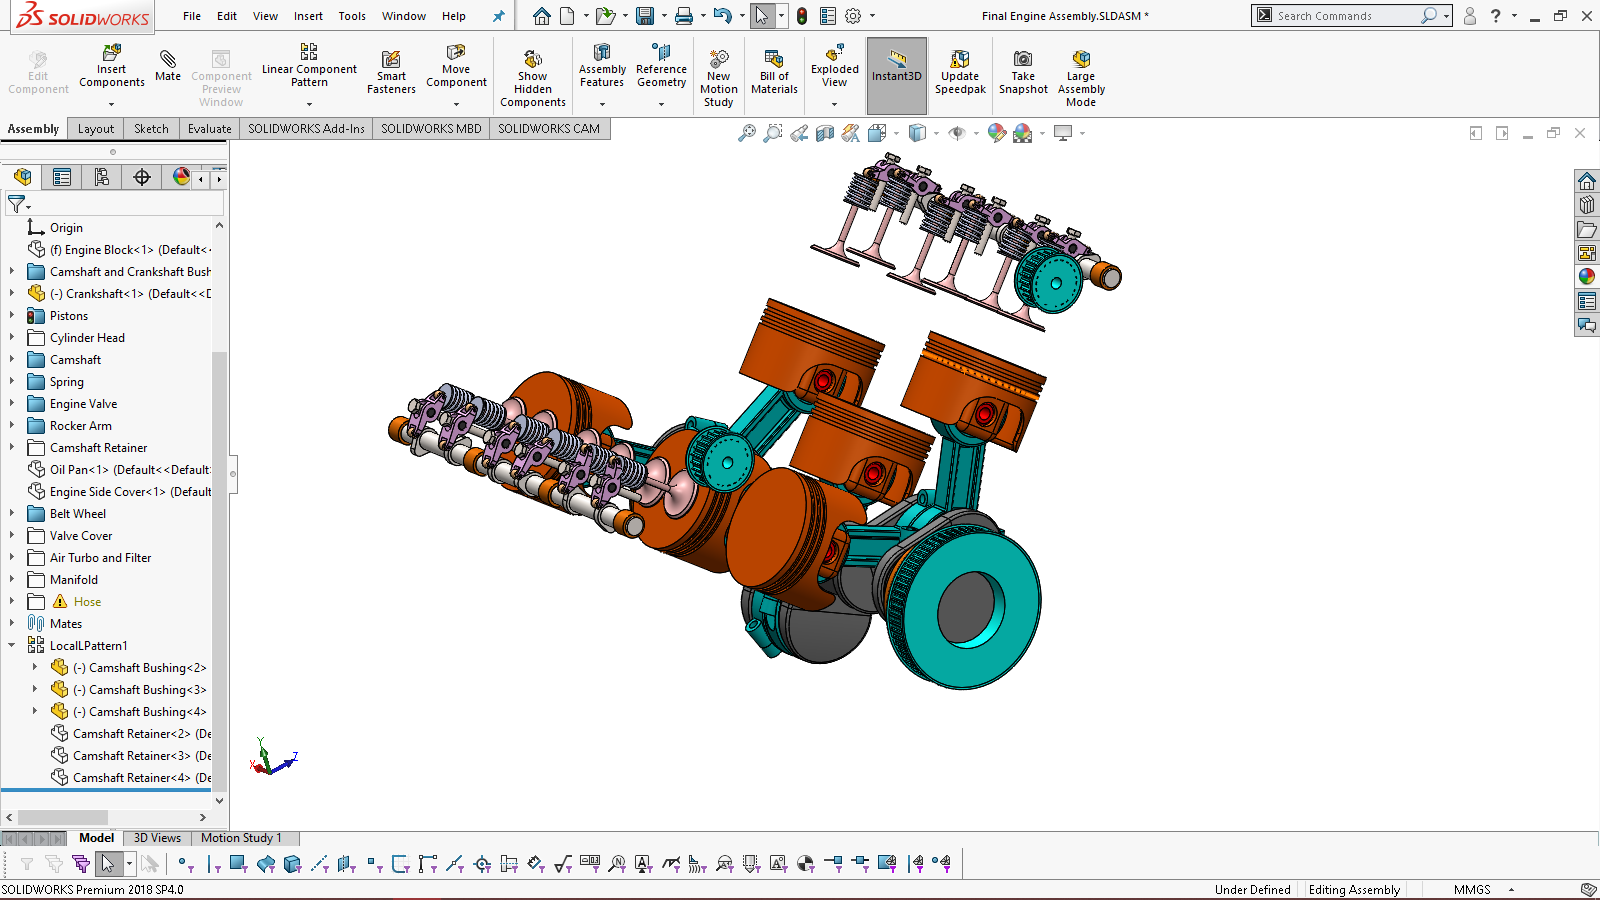 SOLIDWORKS
File Edit View Insert Tools Window Help
Final Engine Assembly.SLDASM *
Search Commands
?
Edit Component
Insert Components
Mate
Component Preview Window
Linear Component Pattern
Smart Fasteners
Move Component
Show Hidden Components
Assembly Features
Reference Geometry
New Motion Study
Bill of Materials
Exploded View
Instant3D
Update Speedpak
Take Snapshot
Large Assembly Mode
Assembly Layout Sketch Evaluate SOLIDWORKS Add-Ins SOLIDWORKS MBD SOLIDWORKS CAM
Origin
(f) Engine Block<1> (Default<
Camshaft and Crankshaft Bush
(-) Crankshaft<1> (Default<<D
Pistons
Cylinder Head
Camshaft
Spring
Engine Valve
Rocker Arm
Camshaft Retainer
Oil Pan<1> (Default<<Default
Engine Side Cover<1> (Default
Belt Wheel
Valve Cover
Air Turbo and Filter
Manifold
Hose
Mates
LocalLPattern1
(-) Camshaft Bushing<2>
(-) Camshaft Bushing<3>
(-) Camshaft Bushing<4>
Camshaft Retainer<2> (De
Camshaft Retainer<3> (De
Camshaft Retainer<4> (De
Y
X
Z
Model 3D Views Motion Study 1
SOLIDWORKS Premium 2018 SP4.0
Under Defined Editing Assembly MMGS